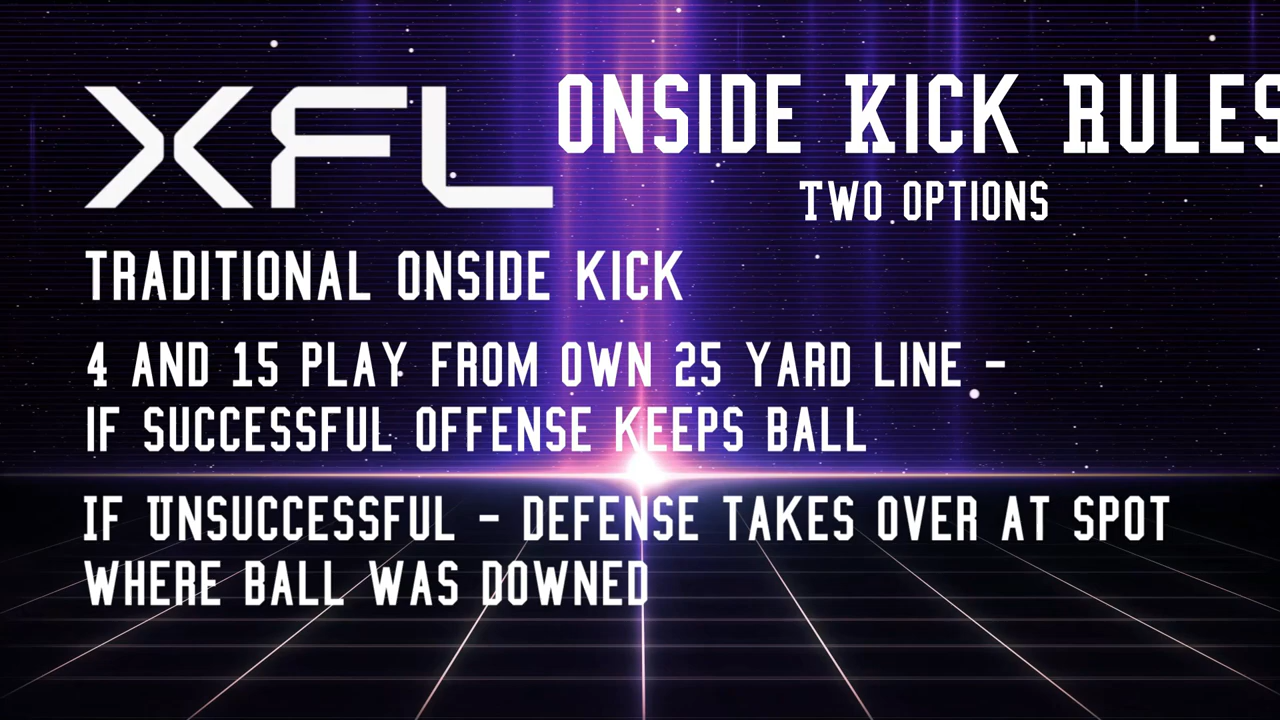 XFL ONSIDE KICK RULES
TWO OPTIONS
TRADITIONAL ONSIDE KICK
4 AND 15 PLAY FROM OWN 25 YARD LINE -
IF SUCCESSFUL OFFENSE KEEPS BALL
IF UNSUCCESSFUL - DEFENSE TAKES OVER AT SPOT
WHERE BALL WAS DOWNED